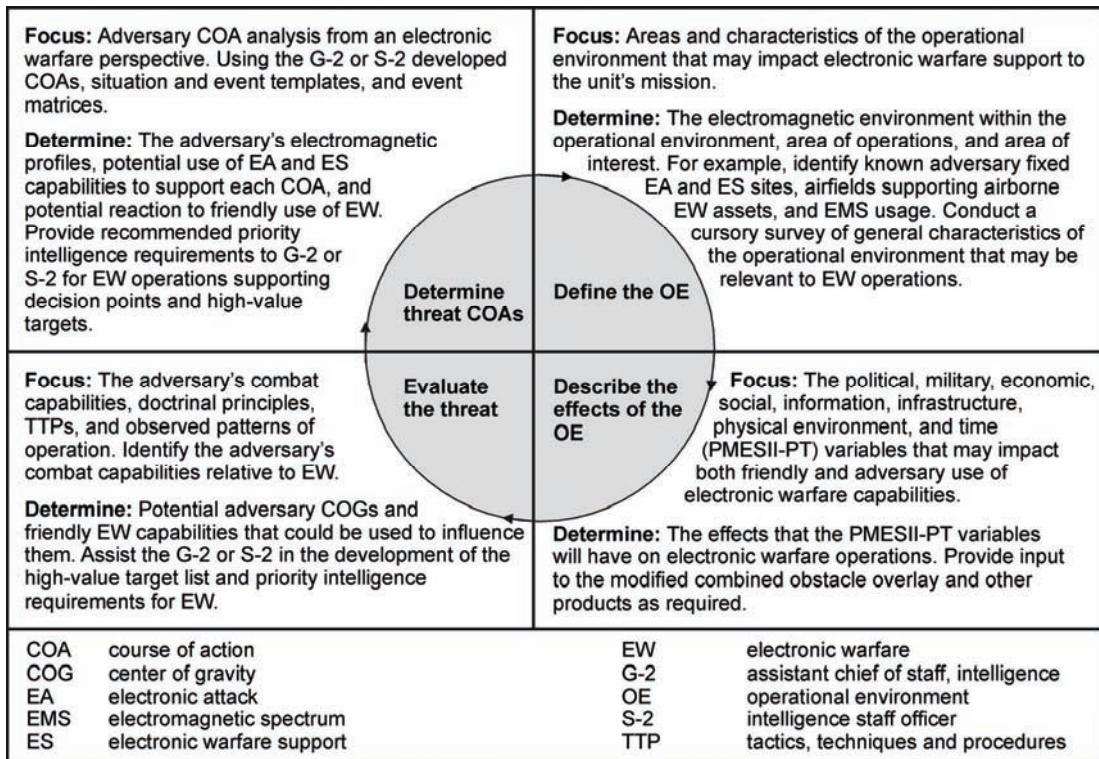 Focus: Adversary COA analysis from an electronic
warfare perspective. Using the G-2 or S-2 developed
COAs, situation and event templates, and event
matrices.
Determine: The adversary's electromagnetic
profiles, potential use of EA and ES
capabilities to support each COA, and
potential reaction to friendly use of EW.
Provide recommended priority
intelligence requirements to G-2 or
S-2 for EW operations supporting
decision points and high-value
targets.
Determine
threat COAs
Focus: Areas and characteristics of the operational
environment that may impact electronic warfare support to
the unit's mission.
Determine: The electromagnetic environment within the
operational environment, area of operations, and area of
interest. For example, identify known adversary fixed
EA and ES sites, airfields supporting airborne
EW assets, and EMS usage. Conduct a
cursory survey of general characteristics of
the operational environment that may be
relevant to EW operations.
Define the OE
Focus: The adversary's combat
capabilities, doctrinal principles,
TTPs, and observed patterns of
operation. Identify the adversary's
combat capabilities relative to EW.
Determine: Potential adversary COGs and
friendly EW capabilities that could be used to influence
them. Assist the G-2 or S-2 in the development of the
high-value target list and priority intelligence
requirements for EW.
Evaluate
the threat
Describe the
effects of the
OE
Focus: The political, military, economic,
social, information, infrastructure,
physical environment, and time
(PMESII-PT) variables that may impact
both friendly and adversary use of
electronic warfare capabilities.
Determine: The effects that the PMESII-PT variables
will have on electronic warfare operations. Provide input
to the modified combined obstacle overlay and other
products as required.
COA course of action
COG center of gravity
EA electronic attack
EMS electromagnetic spectrum
ES electronic warfare support
EW electronic warfare
G-2 assistant chief of staff, intelligence
OE operational environment
S-2 intelligence staff officer
TTP tactics, techniques and procedures